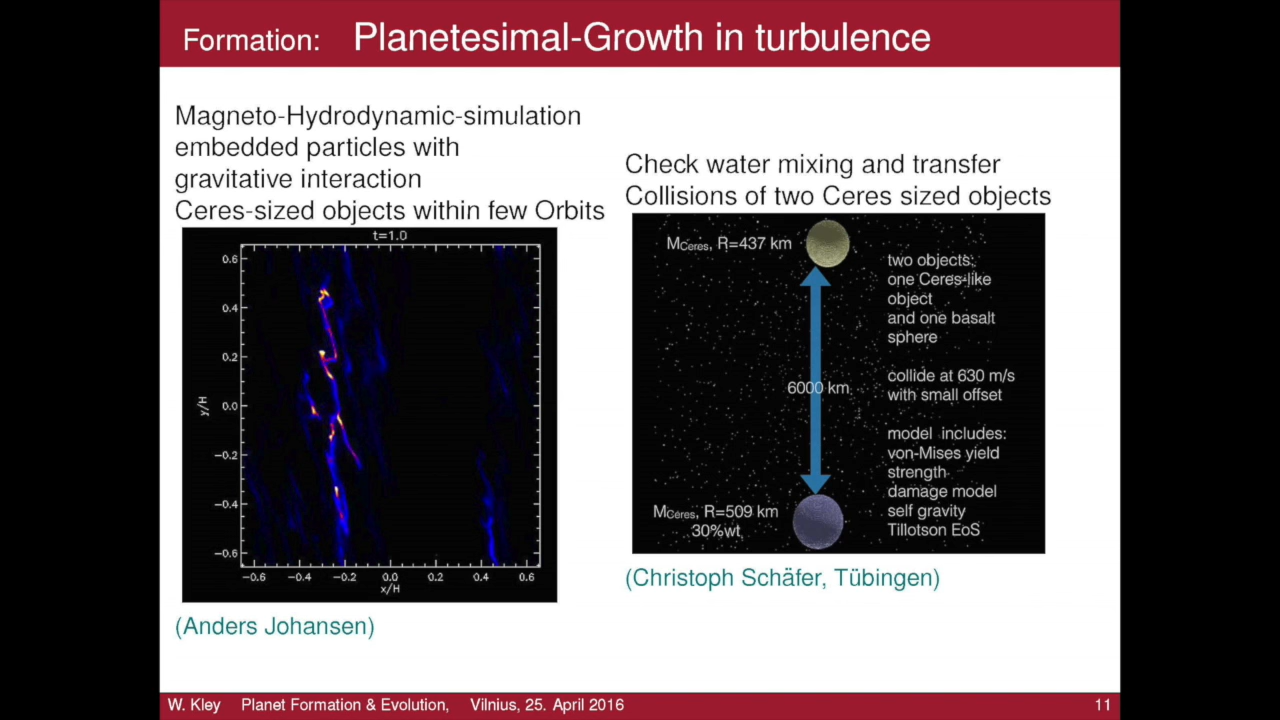 Formation: Planetesimal-Growth in turbulence
Magneto-Hydrodynamic-simulation
embedded particles with
gravitative interaction
Ceres-sized objects within few Orbits
t=1.0
0.6
0.4
0.2
0.0
−0.2
−0.4
−0.6
y/H
−0.6 −0.4 −0.2 0.0 0.2 0.4 0.6
x/H
(Anders Johansen)
Check water mixing and transfer
Collisions of two Ceres sized objects
MCeres, R=437 km
6000 km
MCeres, R=509 km
30%wt
two objects:
one Ceres-like
object
and one basalt
sphere
collide at 630 m/s
with small offset
model includes:
von-Mises yield
strength
damage model
self gravity
Tillotson EoS
(Christoph Schäfer, Tübingen)
W. Kley Planet Formation & Evolution, Vilnius, 25. April 2016 11